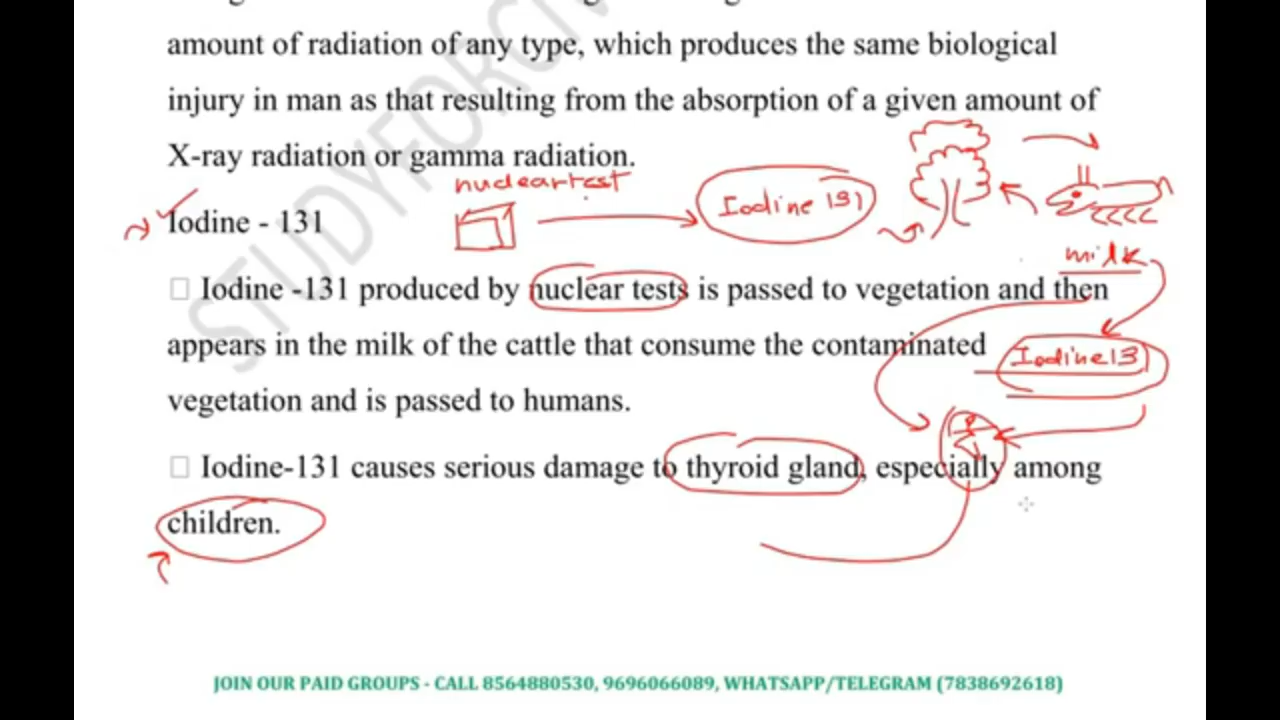 amount of radiation of any type, which produces the same biological
injury in man as that resulting from the absorption of a given amount of
X-ray radiation or gamma radiation.
nuclear test
Iodine 131
Iodine - 131
milk
□ Iodine -131 produced by nuclear tests is passed to vegetation and then
appears in the milk of the cattle that consume the contaminated
Iodine 13
vegetation and is passed to humans.
□ Iodine-131 causes serious damage to thyroid gland, especially among
children.
STUDYFORCIV
JOIN OUR PAID GROUPS - CALL 8564880530, 9696066089, WHATSAPP/TELEGRAM (7838692618)